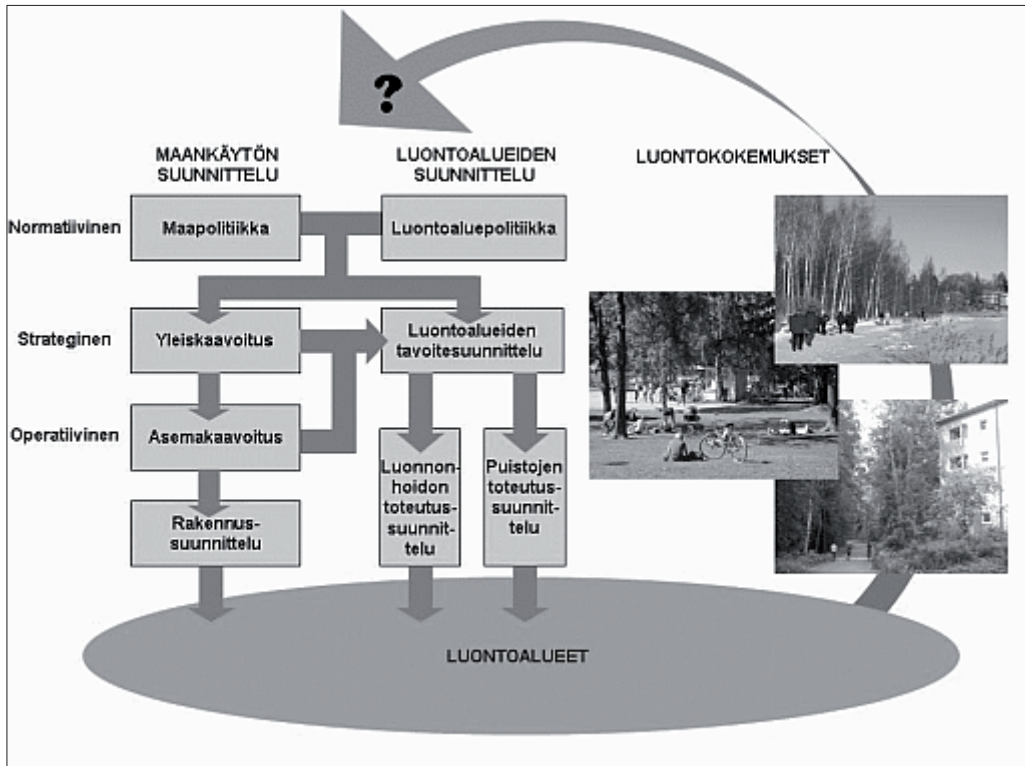 ?
MAANKÄYTÖN
SUUNNITTELU
LUONTOALUEIDEN
SUUNNITTELU
LUONTOKOKEMUKSET
Normatiivinen
Maapolitiikka
Luontoaluepolitiikka
Strateginen
Yleiskaavoitus
Luontoalueiden
tavoitesuunnittelu
Operatiivinen
Asemakaavoitus
Luonnon-
hoidon
toteutus-
suunnit-
telu
Puistojen
toteutus-
suunnit-
telu
Rakennus-
suunnittelu
LUONTOALUEET